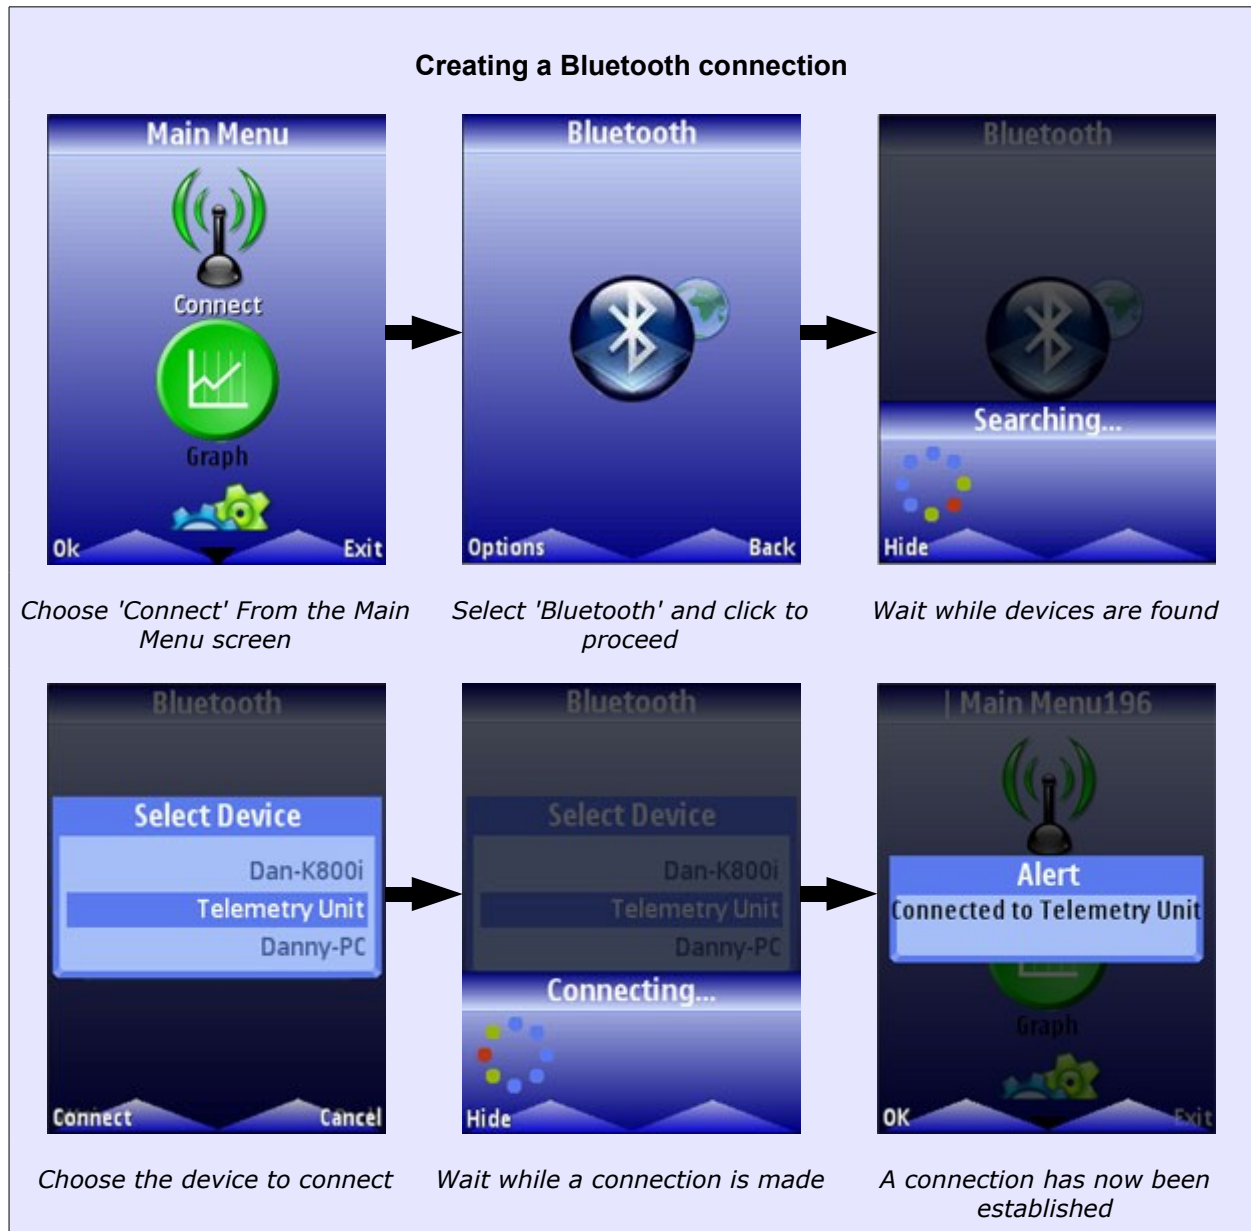 Creating a Bluetooth connection
Main Menu
Connect
Graph
Ok
Exit
Bluetooth
Options
Back
Bluetooth
Searching...
Hide
Choose 'Connect' From the Main
Menu screen
Select 'Bluetooth' and click to
proceed
Wait while devices are found
Bluetooth
Select Device
Dan-K800i
Telemetry Unit
Danny-PC
Connect
Cancel
Bluetooth
Select Device
Dan-K800i
Telemetry Unit
Danny-PC
Connecting...
Hide
| Main Menu196
Alert
Connected to Telemetry Unit
Graph
OK
Exit
Choose the device to connect
Wait while a connection is made
A connection has now been
established